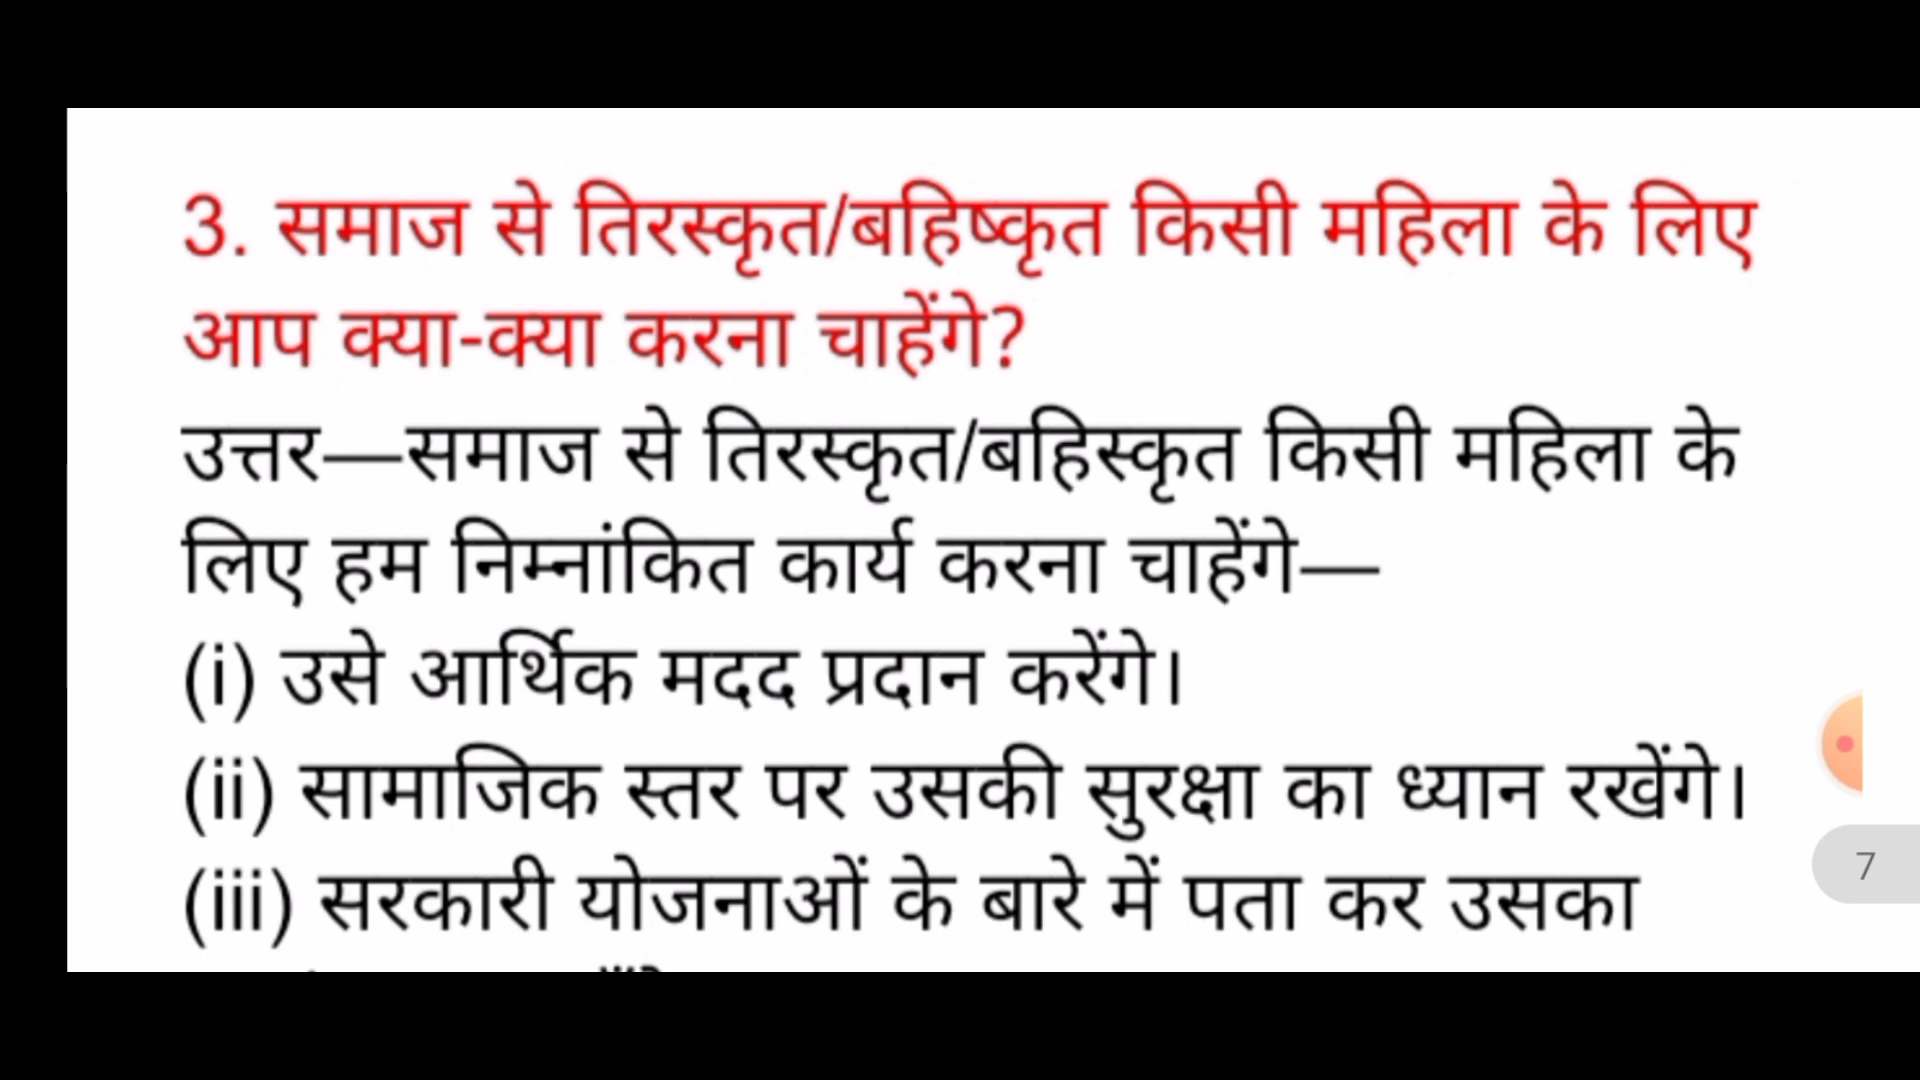 3. समाज से तिरस्कृत/बहिष्कृत किसी महिला के लिए
आप क्या-क्या करना चाहेंगे?
उत्तर—समाज से तिरस्कृत/बहिस्कृत किसी महिला के
लिए हम निम्नांकित कार्य करना चाहेंगे—
(i) उसे आर्थिक मदद प्रदान करेंगे।
(ii) सामाजिक स्तर पर उसकी सुरक्षा का ध्यान रखेंगे।
(iii) सरकारी योजनाओं के बारे में पता कर उसका
7